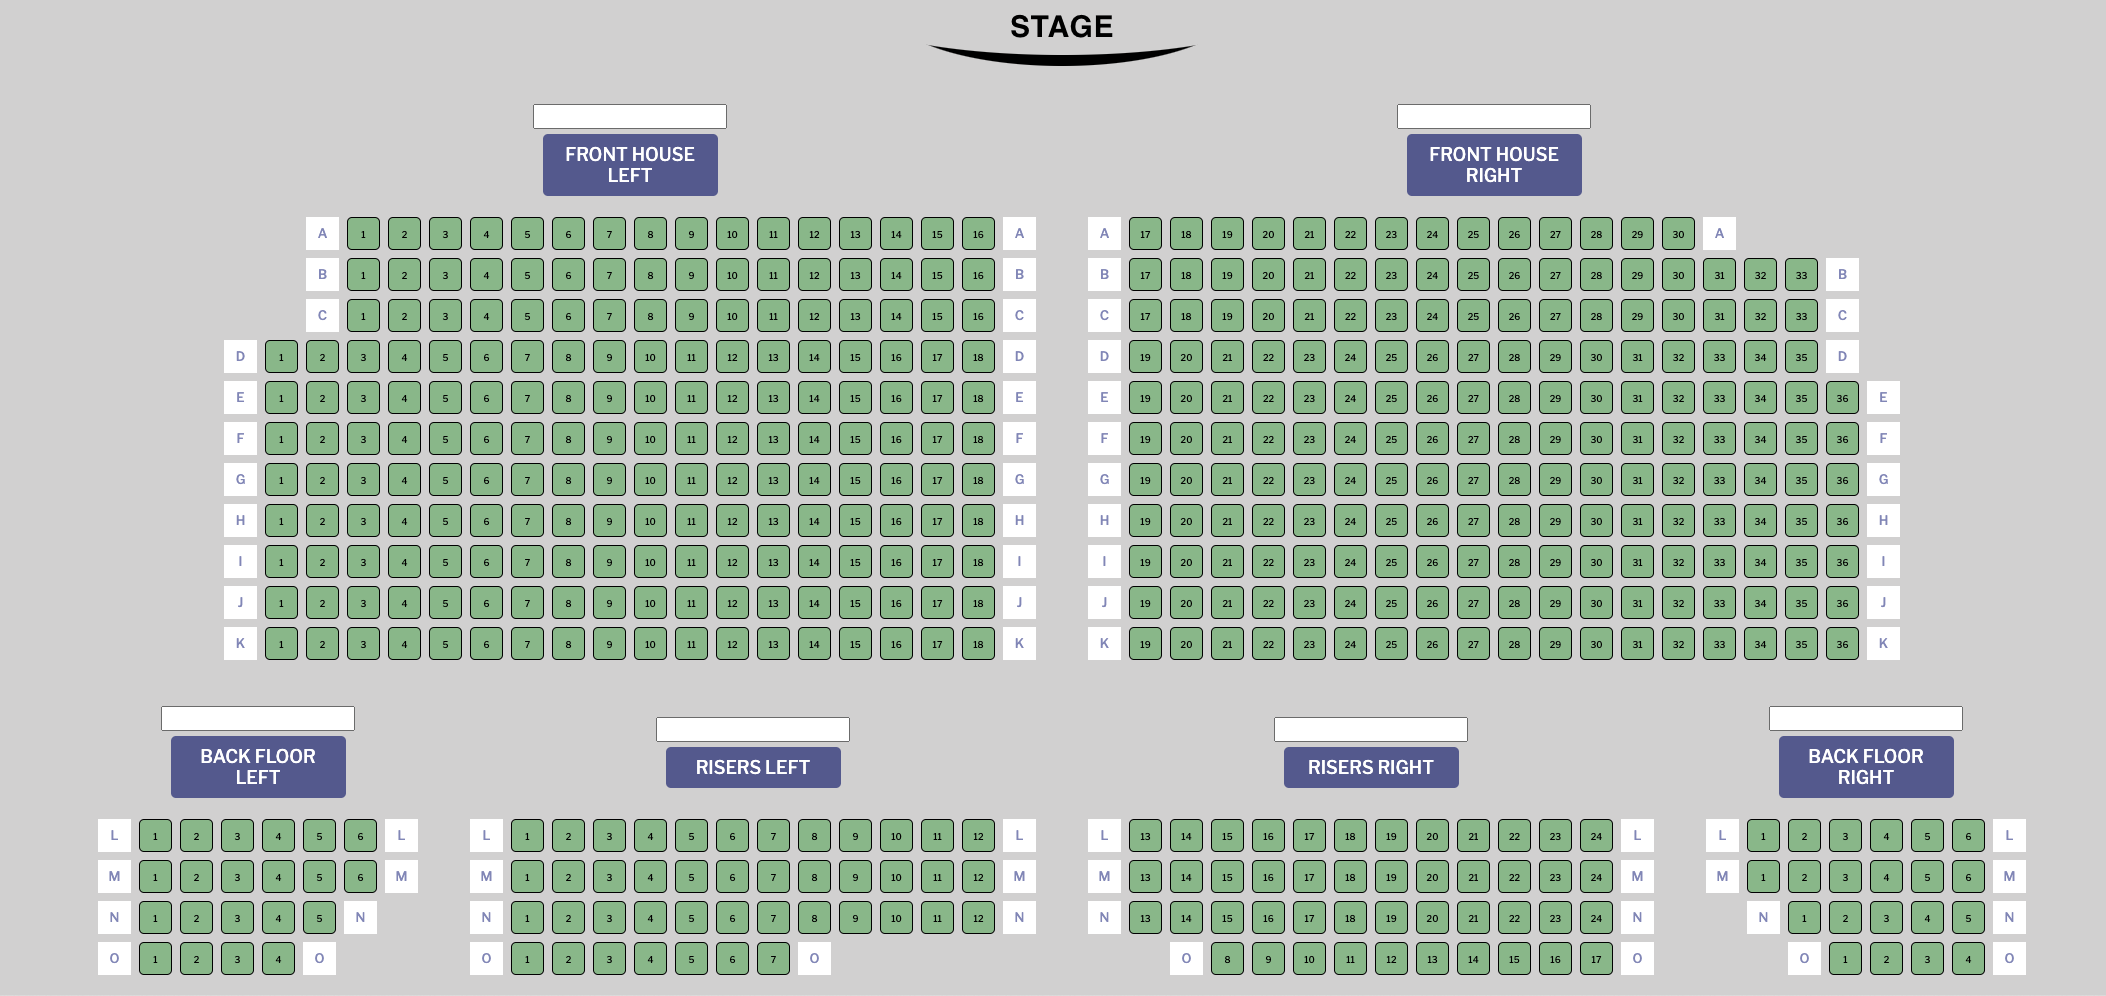 STAGE
FRONT HOUSE
LEFT
FRONT HOUSE
RIGHT
A 1 2 3 4 5 6 7 8 9 10 11 12 13 14 15 16 A A 17 18 19 20 21 22 23 24 25 26 27 28 29 30 A
B 1 2 3 4 5 6 7 8 9 10 11 12 13 14 15 16 B B 17 18 19 20 21 22 23 24 25 26 27 28 29 30 31 32 33 B
C 1 2 3 4 5 6 7 8 9 10 11 12 13 14 15 16 C C 17 18 19 20 21 22 23 24 25 26 27 28 29 30 31 32 33 C
D 1 2 3 4 5 6 7 8 9 10 11 12 13 14 15 16 17 18 D D 19 20 21 22 23 24 25 26 27 28 29 30 31 32 33 34 35 D
E 1 2 3 4 5 6 7 8 9 10 11 12 13 14 15 16 17 18 E E 19 20 21 22 23 24 25 26 27 28 29 30 31 32 33 34 35 36 E
F 1 2 3 4 5 6 7 8 9 10 11 12 13 14 15 16 17 18 F F 19 20 21 22 23 24 25 26 27 28 29 30 31 32 33 34 35 36 F
G 1 2 3 4 5 6 7 8 9 10 11 12 13 14 15 16 17 18 G G 19 20 21 22 23 24 25 26 27 28 29 30 31 32 33 34 35 36 G
H 1 2 3 4 5 6 7 8 9 10 11 12 13 14 15 16 17 18 H H 19 20 21 22 23 24 25 26 27 28 29 30 31 32 33 34 35 36 H
I 1 2 3 4 5 6 7 8 9 10 11 12 13 14 15 16 17 18 I I 19 20 21 22 23 24 25 26 27 28 29 30 31 32 33 34 35 36 I
J 1 2 3 4 5 6 7 8 9 10 11 12 13 14 15 16 17 18 J J 19 20 21 22 23 24 25 26 27 28 29 30 31 32 33 34 35 36 J
K 1 2 3 4 5 6 7 8 9 10 11 12 13 14 15 16 17 18 K K 19 20 21 22 23 24 25 26 27 28 29 30 31 32 33 34 35 36 K
BACK FLOOR
LEFT
RISERS LEFT
RISERS RIGHT
BACK FLOOR
RIGHT
L 1 2 3 4 5 6 L L 1 2 3 4 5 6 7 8 9 10 11 12 L L 13 14 15 16 17 18 19 20 21 22 23 24 L L 1 2 3 4 5 6 L
M 1 2 3 4 5 6 M M 1 2 3 4 5 6 7 8 9 10 11 12 M M 13 14 15 16 17 18 19 20 21 22 23 24 M M 1 2 3 4 5 6 M
N 1 2 3 4 5 N N 1 2 3 4 5 6 7 8 9 10 11 12 N N 13 14 15 16 17 18 19 20 21 22 23 24 N N 1 2 3 4 5 N
O 1 2 3 4 O O 1 2 3 4 5 6 7 O O 8 9 10 11 12 13 14 15 16 17 O O 1 2 3 4 O